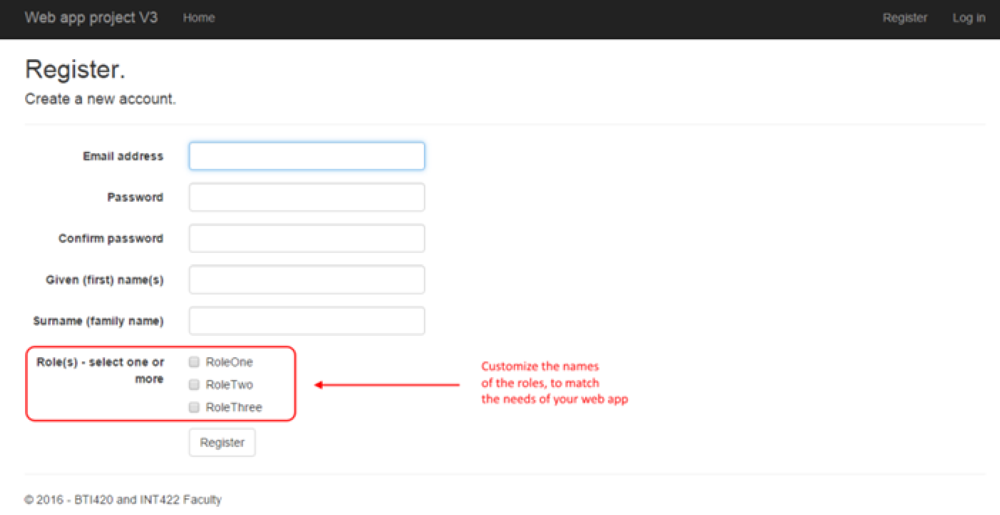 Web app project V3 Home Register Log in
Register.
Create a new account.
Email address
Password
Confirm password
Given (first) name(s)
Surname (family name)
Role(s) - select one or
more
RoleOne
RoleTwo
RoleThree
Customize the names
of the roles, to match
the needs of your web app
Register
© 2016 - BTI420 and INT422 Faculty